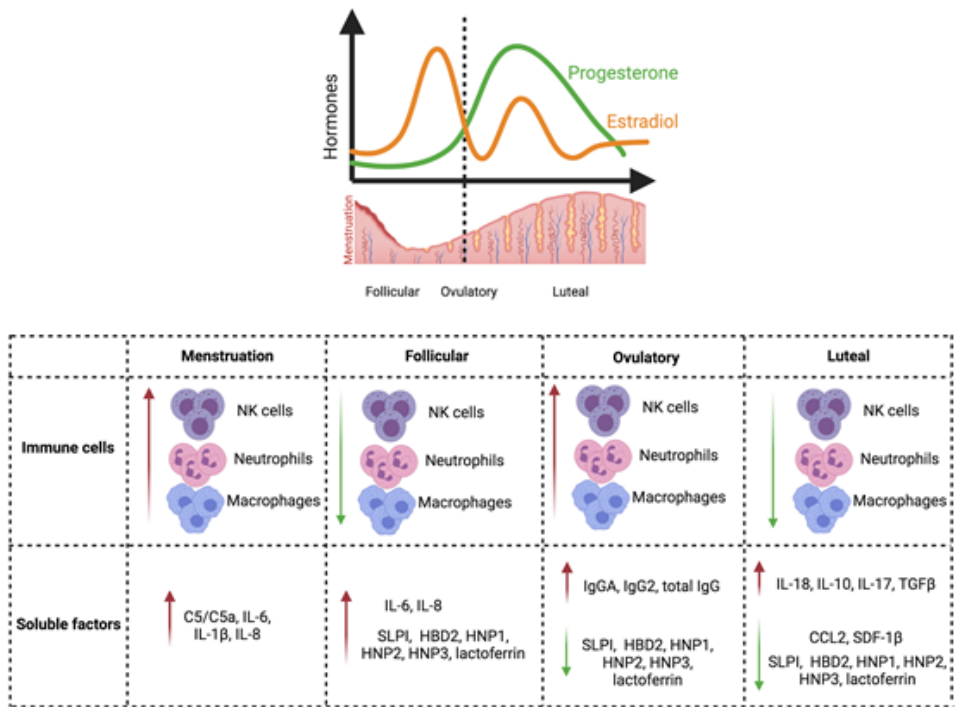 Hormones
Progesterone
Estradiol
Menstruation
Follicular
Ovulatory
Luteal
Menstruation
Follicular
Ovulatory
Luteal
Immune cells
NK cells
Neutrophils
Macrophages
NK cells
Neutrophils
Macrophages
NK cells
Neutrophils
Macrophages
NK cells
Neutrophils
Macrophages
Soluble factors
C5/C5a, IL-6,
IL-1β, IL-8
IL-6, IL-8
SLPI, HBD2, HNP1,
HNP2, HNP3, lactoferrin
IgGA, IgG2, total IgG
SLPI, HBD2, HNP1,
HNP2, HNP3,
lactoferrin
IL-18, IL-10, IL-17, TGFβ
CCL2, SDF-1β
SLPI, HBD2, HNP1, HNP2,
HNP3, lactoferrin